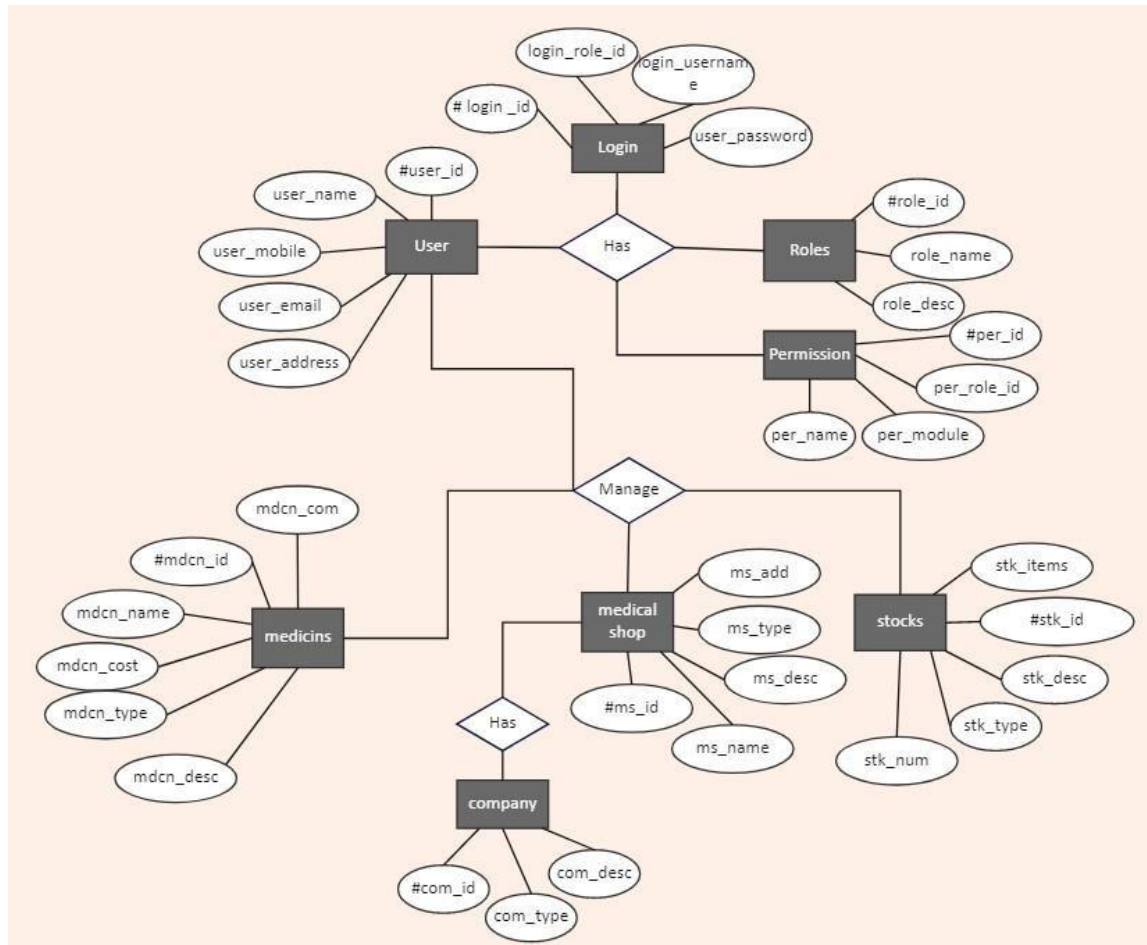 login_role_id
login_usernam
e
# login _id
user_password
Login
#user_id
user_name
User
user_mobile
user_email
user_address
Has
Roles
#role_id
role_name
role_desc
Permission
#per_id
per_role_id
per_name
per_module
Manage
mdcn_com
#mdcn_id
mdcn_name
medicins
mdcn_cost
mdcn_type
mdcn_desc
medical
shop
ms_add
ms_type
ms_desc
#ms_id
ms_name
stocks
stk_items
#stk_id
stk_desc
stk_type
stk_num
Has
company
#com_id
com_type
com_desc